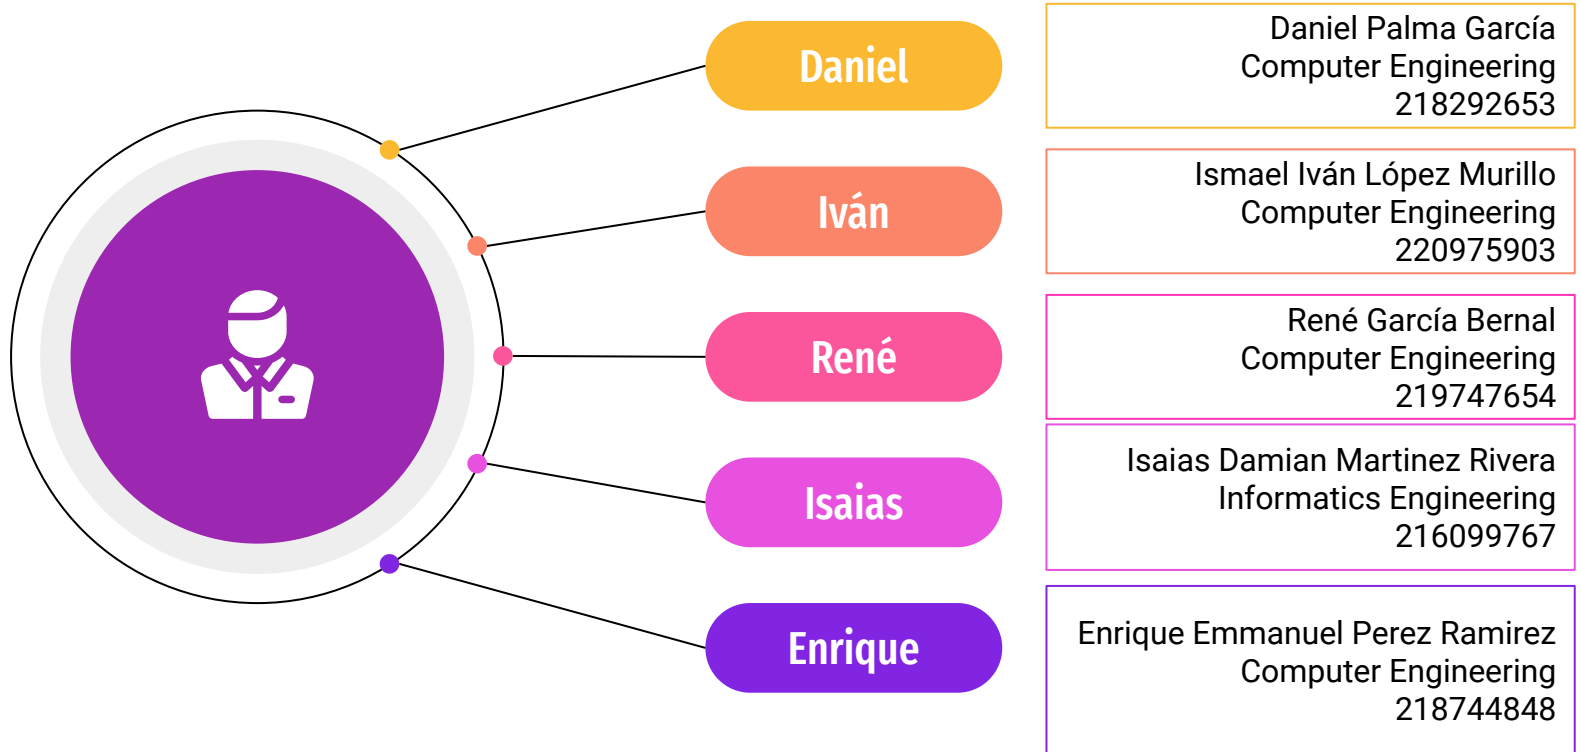 Daniel
Daniel Palma García
Computer Engineering
218292653
Iván
Ismael Iván López Murillo
Computer Engineering
220975903
René
René García Bernal
Computer Engineering
219747654
Isaias
Isaias Damian Martinez Rivera
Informatics Engineering
216099767
Enrique
Enrique Emmanuel Perez Ramirez
Computer Engineering
218744848